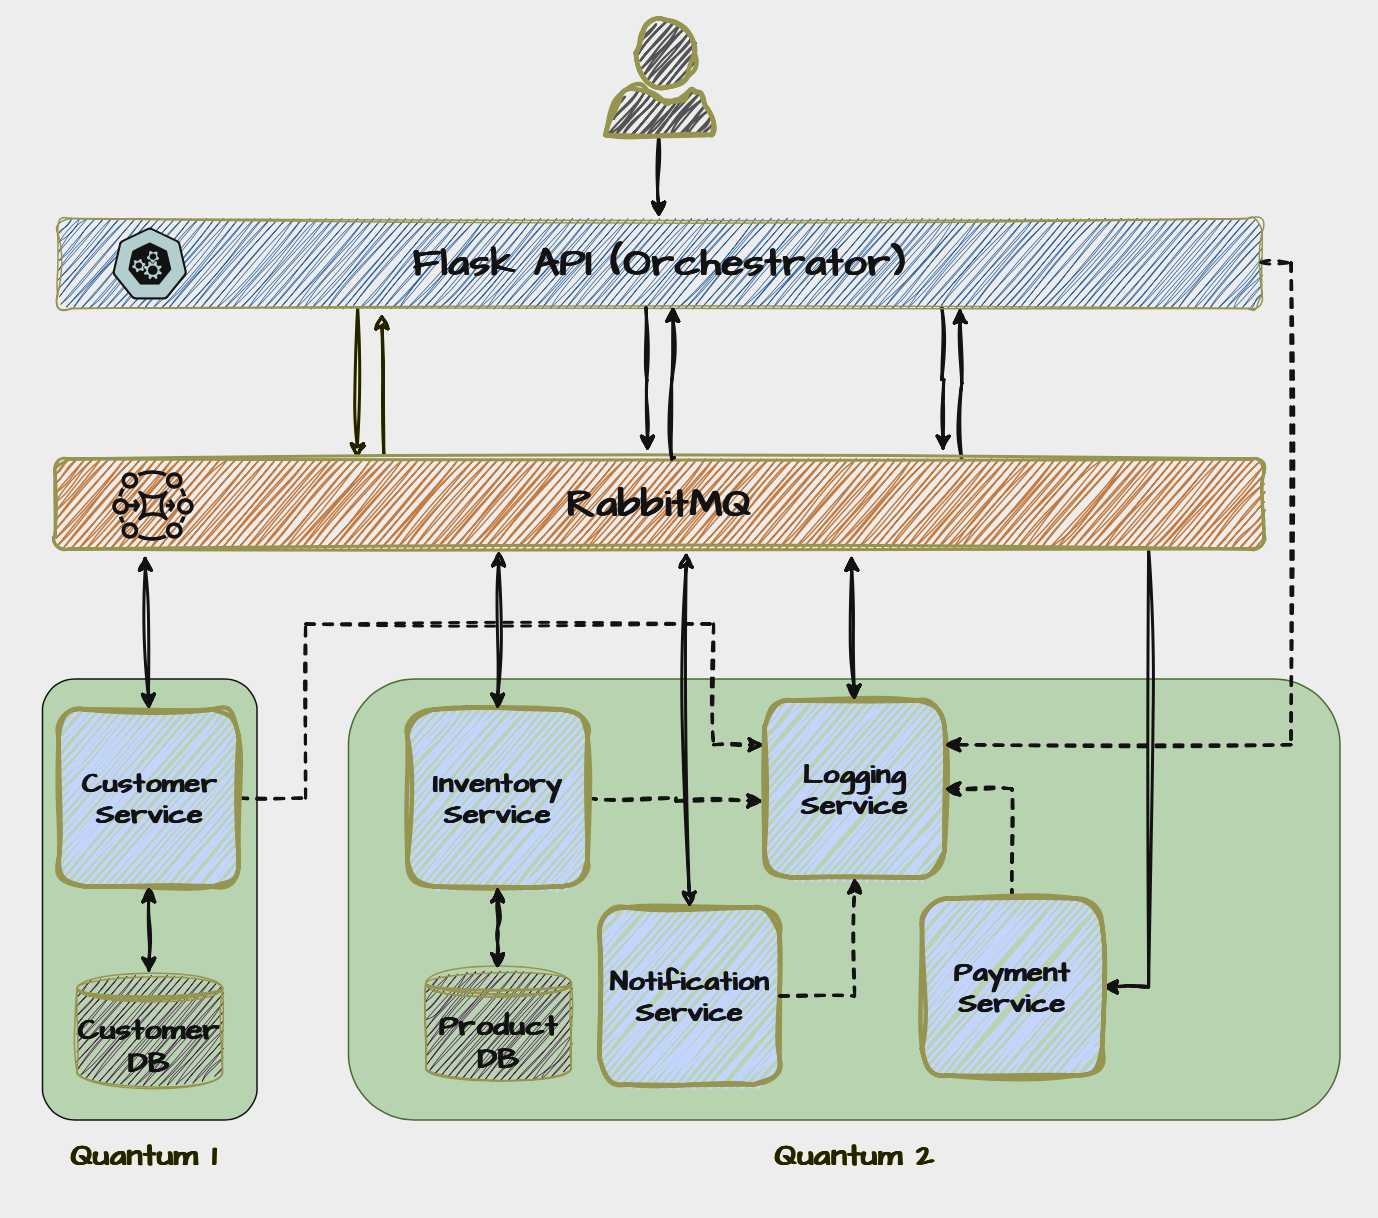 Flask API (Orchestrator)
RabbitMQ
Customer
Service
Inventory
Service
Logging
Service
Notification
Service
Payment
Service
Customer
DB
Product
DB
Quantum 1
Quantum 2